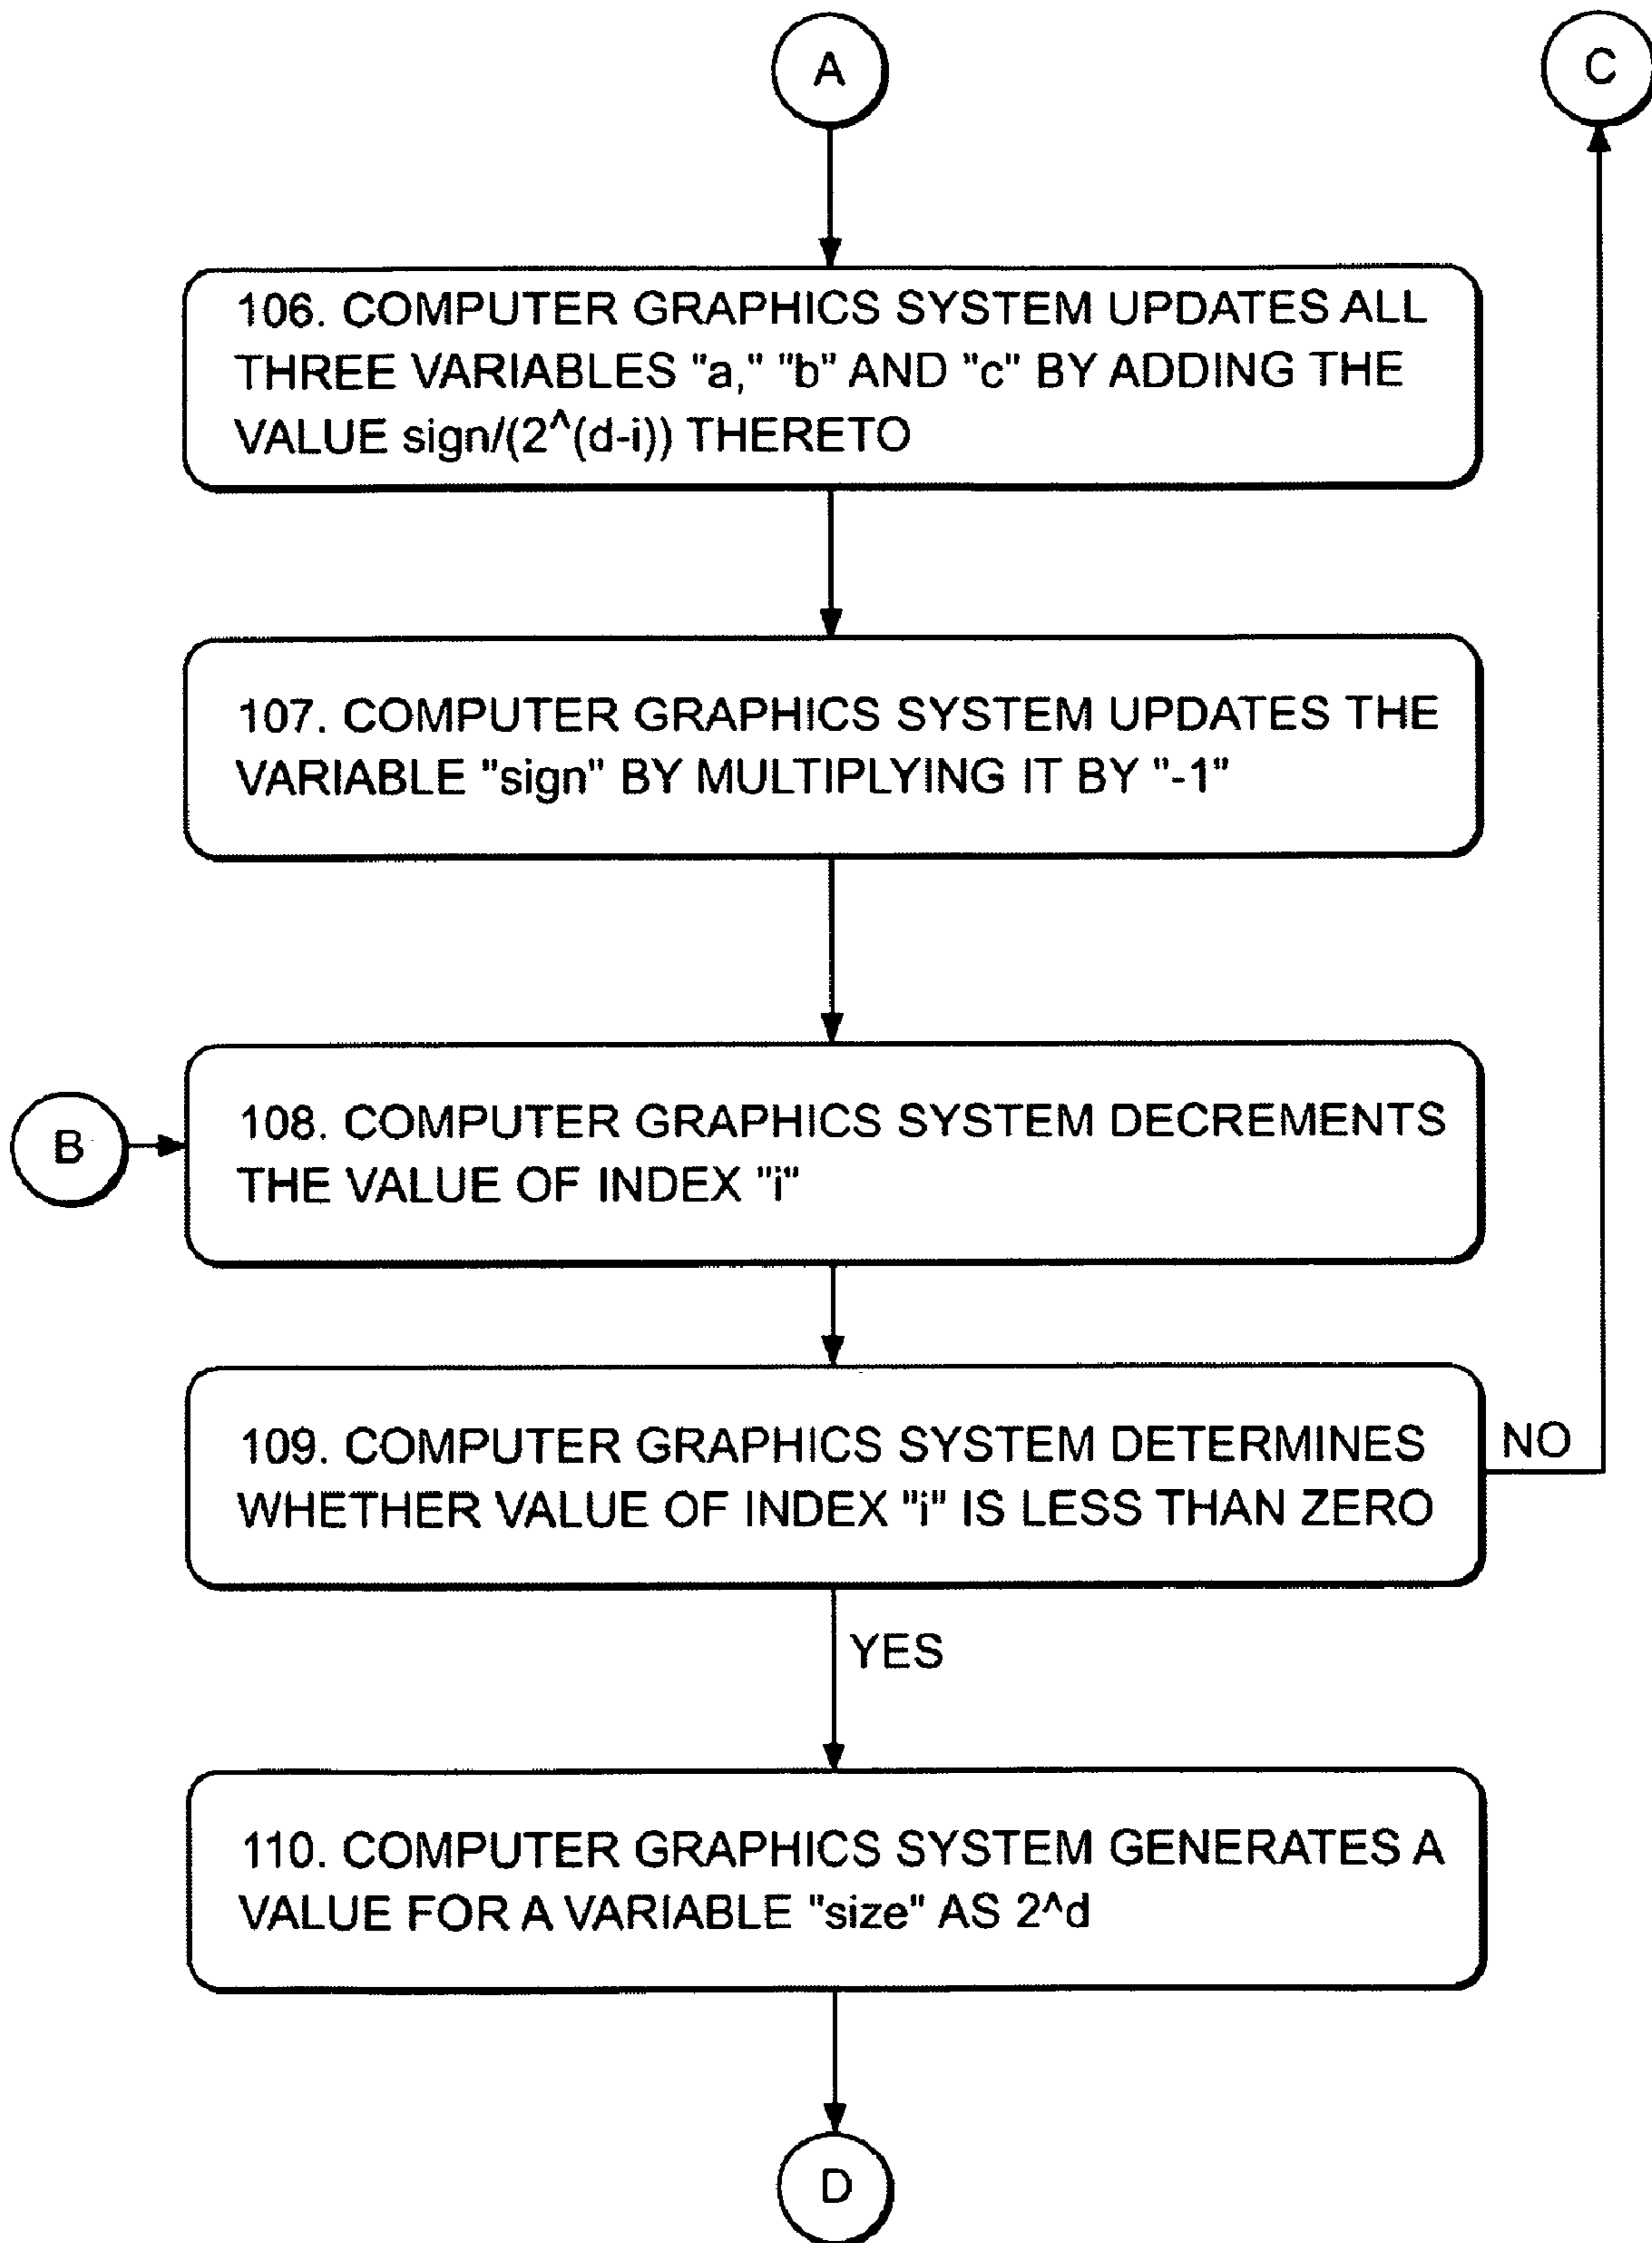 A
C
106. COMPUTER GRAPHICS SYSTEM UPDATES ALL
THREE VARIABLES "a," "b" AND "c" BY ADDING THE
VALUE sign/(2^(d-i)) THERETO
107. COMPUTER GRAPHICS SYSTEM UPDATES THE
VARIABLE "sign" BY MULTIPLYING IT BY "-1"
B
108. COMPUTER GRAPHICS SYSTEM DECREMENTS
THE VALUE OF INDEX "i"
109. COMPUTER GRAPHICS SYSTEM DETERMINES
WHETHER VALUE OF INDEX "i" IS LESS THAN ZERO
NO
YES
110. COMPUTER GRAPHICS SYSTEM GENERATES A
VALUE FOR A VARIABLE "size" AS 2^d
D